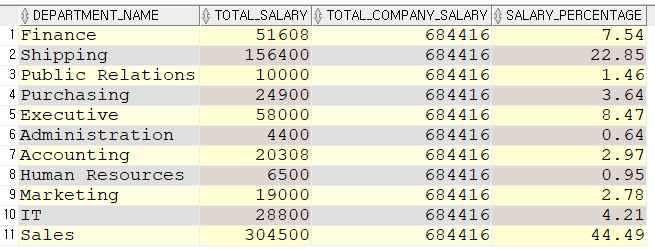 DEPARTMENT_NAME TOTAL_SALARY TOTAL_COMPANY_SALARY SALARY_PERCENTAGE
1 Finance 51608 684416 7.54
2 Shipping 156400 684416 22.85
3 Public Relations 10000 684416 1.46
4 Purchasing 24900 684416 3.64
5 Executive 58000 684416 8.47
6 Administration 4400 684416 0.64
7 Accounting 20308 684416 2.97
8 Human Resources 6500 684416 0.95
9 Marketing 19000 684416 2.78
10 IT 28800 684416 4.21
11 Sales 304500 684416 44.49